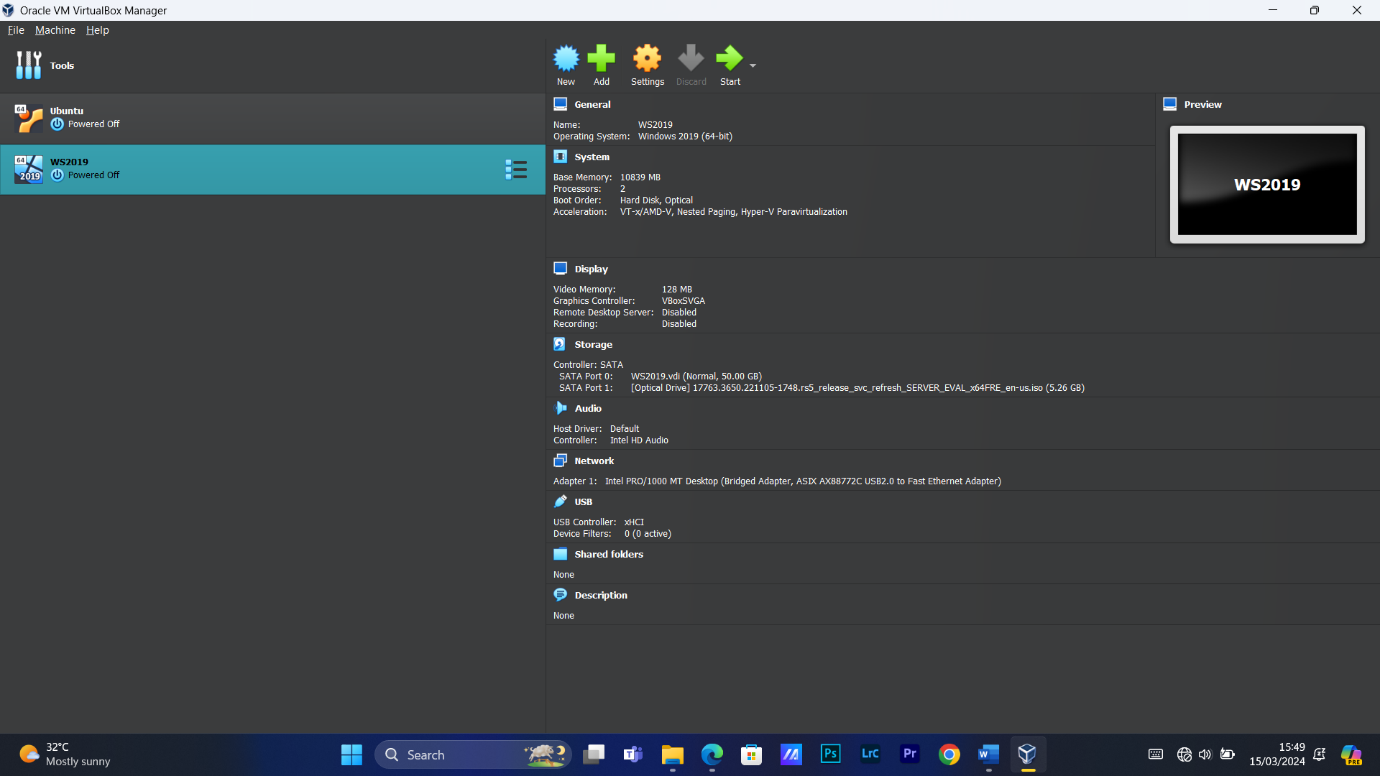 Oracle VM VirtualBox Manager
File Machine Help
Tools
64
Ubuntu
Powered Off
64
2019
WS2019
Powered Off
New Add Settings Discard Start
General
Name: WS2019
Operating System: Windows 2019 (64-bit)
System
Base Memory: 10839 MB
Processors: 2
Boot Order: Hard Disk, Optical
Acceleration: VT-x/AMD-V, Nested Paging, Hyper-V Paravirtualization
Preview
WS2019
Display
Video Memory: 128 MB
Graphics Controller: VBoxSVGA
Remote Desktop Server: Disabled
Recording: Disabled
Storage
Controller: SATA
SATA Port 0: WS2019.vdi (Normal, 50.00 GB)
SATA Port 1: [Optical Drive] 17763.3650.221105-1748.rs5_release_svc_refresh_SERVER_EVAL_x64FRE_en-us.iso (5.26 GB)
Audio
Host Driver: Default
Controller: Intel HD Audio
Network
Adapter 1: Intel PRO/1000 MT Desktop (Bridged Adapter, ASIX AX88772C USB2.0 to Fast Ethernet Adapter)
USB
USB Controller: xHCI
Device Filters: 0 (0 active)
Shared folders
None
Description
None
32°C
Mostly sunny
Search
Ps
LrC
Pr
15:49
15/03/2024
PRE